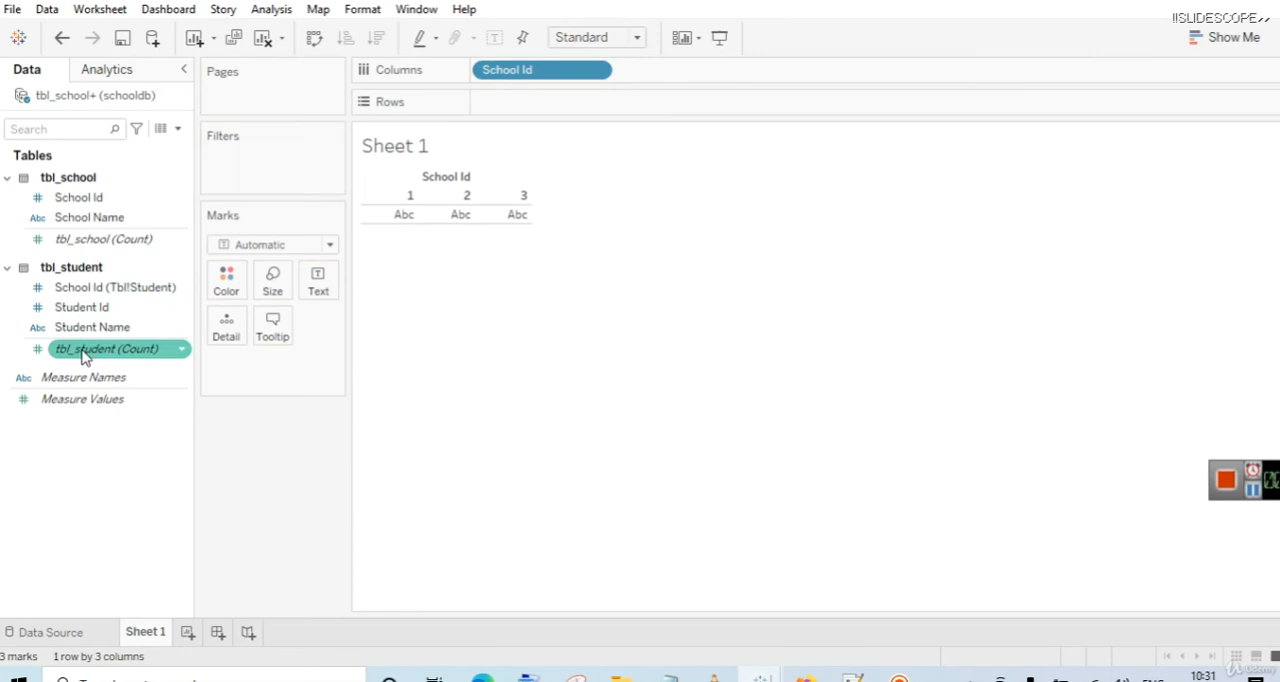 File Data Worksheet Dashboard Story Analysis Map Format Window Help
!!SLIDESCOPE>>
Standard
Show Me
Data Analytics
Pages
Columns School Id
tbl_school+ (schooldb)
Rows
Search
Filters
Tables
Sheet 1
tbl_school
School Id
School Id
1 2 3
Abc School Name
Abc Abc Abc
Marks
tbl_school (Count)
Automatic
tbl_student
School Id (Tbl!Student)
Color Size Text
Student Id
Abc Student Name
Detail Tooltip
tbl_student (Count)
Abc Measure Names
Measure Values
Data Source Sheet 1
3 marks 1 row by 3 columns
Udemy
10:31